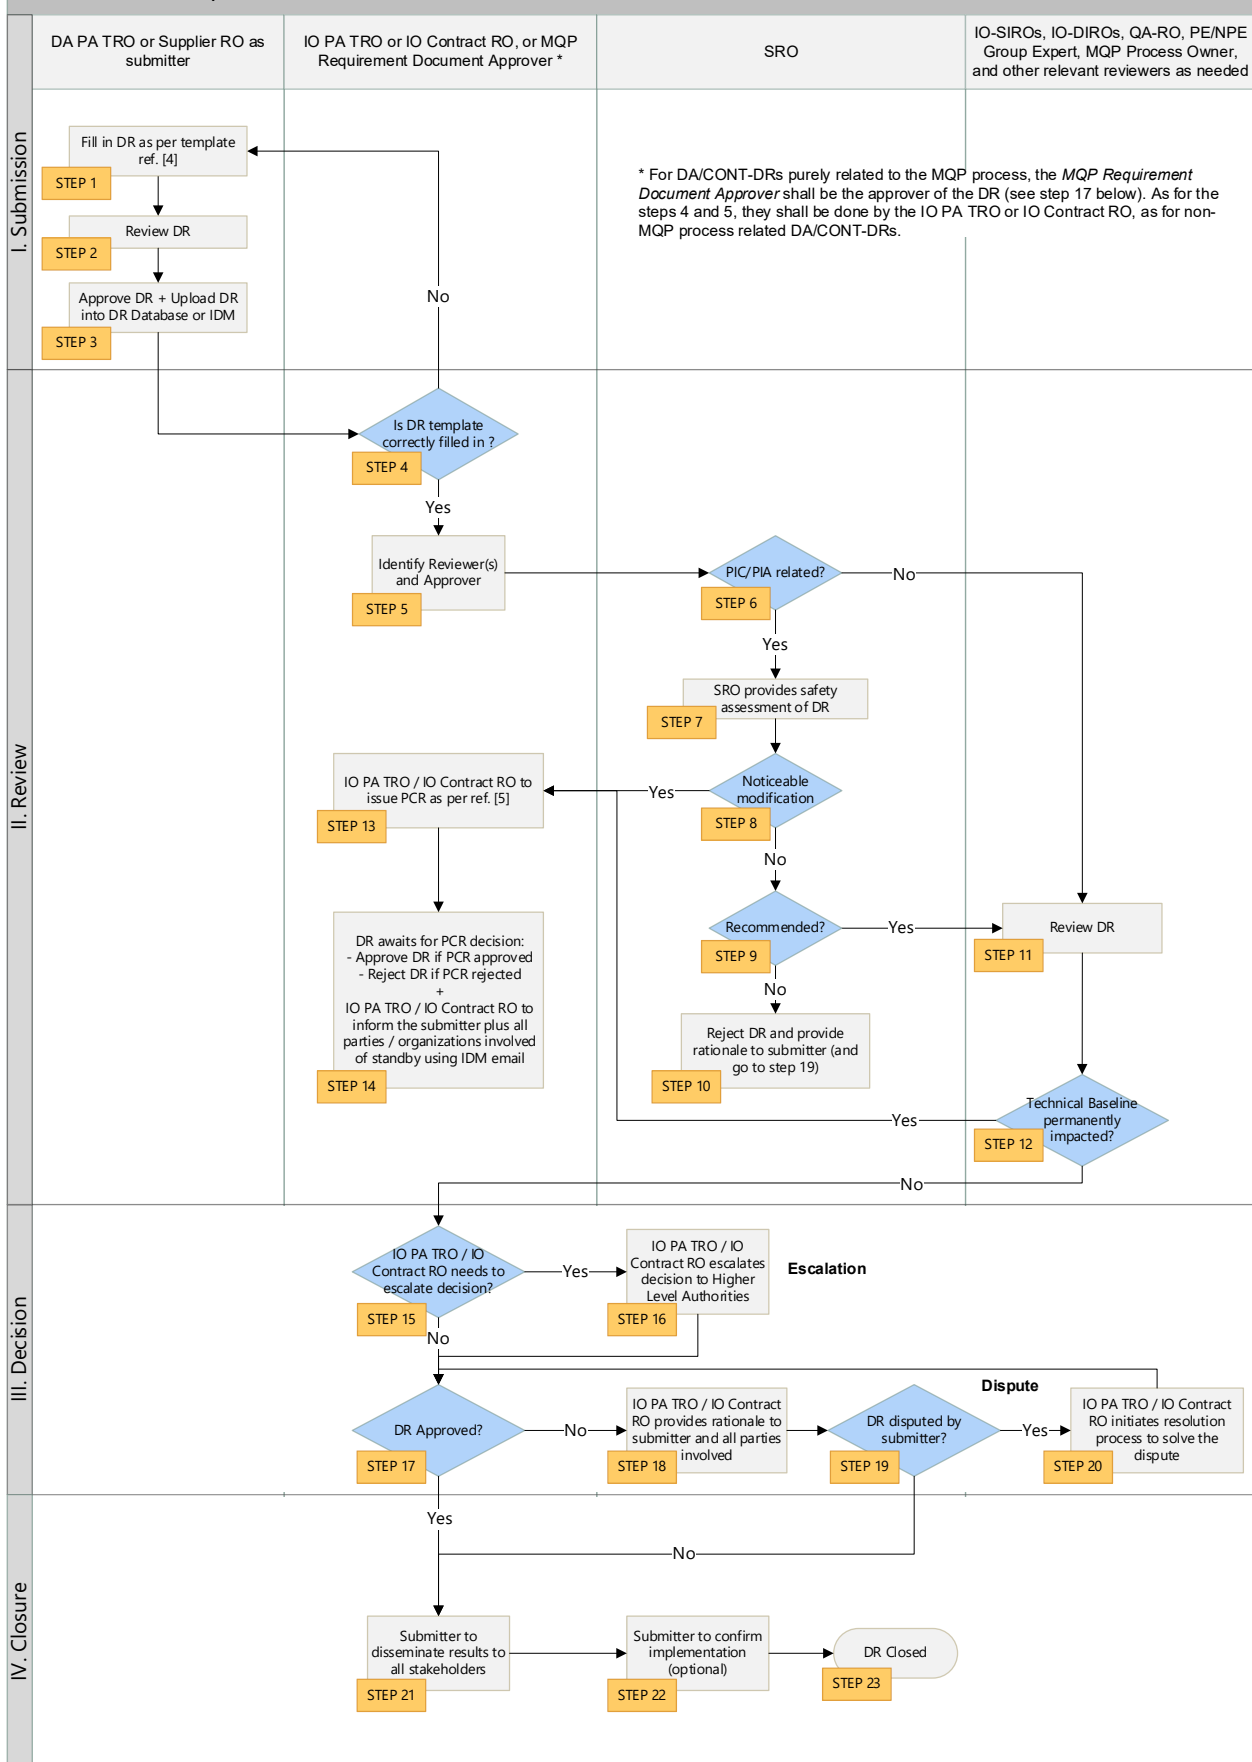 DA PA TRO or Supplier RO as
submitter
IO PA TRO or IO Contract RO, or MQP
Requirement Document Approver *
SRO
IO-SIROs, IO-DIROs, QA-RO, PE/NPE
Group Expert, MQP Process Owner,
and other relevant reviewers as needed
I. Submission
Fill in DR as per template
ref. [4]
STEP 1
Review DR
STEP 2
Approve DR + Upload DR
into DR Database or IDM
STEP 3
No
* For DA/CONT-DRs purely related to the MQP process, the MQP Requirement
Document Approver shall be the approver of the DR (see step 17 below). As for the
steps 4 and 5, they shall be done by the IO PA TRO or IO Contract RO, as for non-
MQP process related DA/CONT-DRs.
II. Review
Is DR template
correctly filled in ?
STEP 4
Yes
Identify Reviewer(s)
and Approver
STEP 5
PIC/PIA related?
STEP 6
No
Yes
SRO provides safety
assessment of DR
STEP 7
Noticeable
modification
STEP 8
Yes
IO PA TRO / IO Contract RO to
issue PCR as per ref. [5]
STEP 13
No
Recommended?
STEP 9
Yes
Review DR
STEP 11
No
Reject DR and provide
rationale to submitter (and
go to step 19)
STEP 10
DR awaits for PCR decision:
- Approve DR if PCR approved
- Reject DR if PCR rejected
+
IO PA TRO / IO Contract RO to
inform the submitter plus all
parties / organizations involved
of standby using IDM email
STEP 14
Technical Baseline
permanently
impacted?
STEP 12
Yes
No
III. Decision
IO PA TRO / IO
Contract RO needs to
escalate decision?
STEP 15
Yes
IO PA TRO / IO
Contract RO escalates
decision to Higher
Level Authorities
STEP 16
Escalation
No
Dispute
DR Approved?
STEP 17
No
IO PA TRO / IO Contract
RO provides rationale to
submitter and all parties
involved
STEP 18
DR disputed by
submitter?
STEP 19
Yes
IO PA TRO / IO Contract
RO initiates resolution
process to solve the
dispute
STEP 20
IV. Closure
Yes
No
Submitter to
disseminate results to
all stakeholders
STEP 21
Submitter to confirm
implementation
(optional)
STEP 22
DR Closed
STEP 23